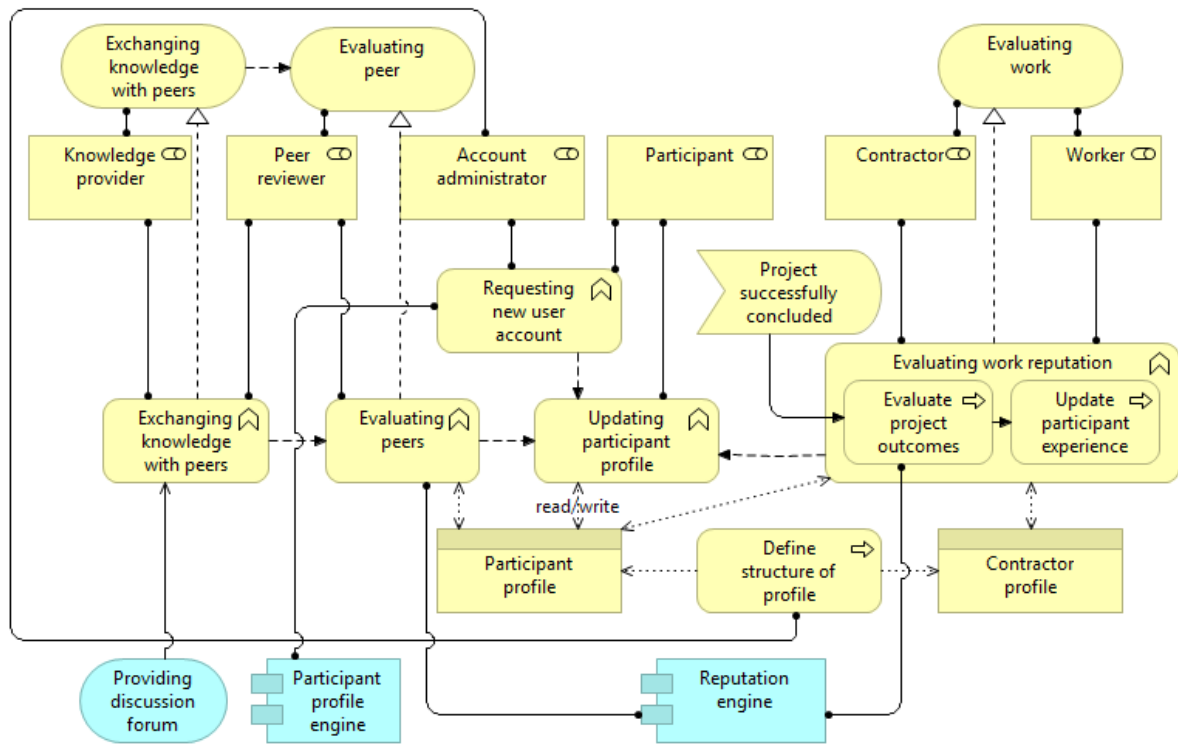 Exchanging
knowledge
with peers
Evaluating
peer
Evaluating
work
Knowledge
provider
Peer
reviewer
Account
administrator
Participant
Contractor
Worker
Requesting
new user
account
Project
successfully
concluded
Evaluating work reputation
Exchanging
knowledge
with peers
Evaluating
peers
Updating
participant
profile
Evaluate
project
outcomes
Update
participant
experience
read/write
Participant
profile
Define
structure of
profile
Contractor
profile
Providing
discussion
forum
Participant
profile
engine
Reputation
engine